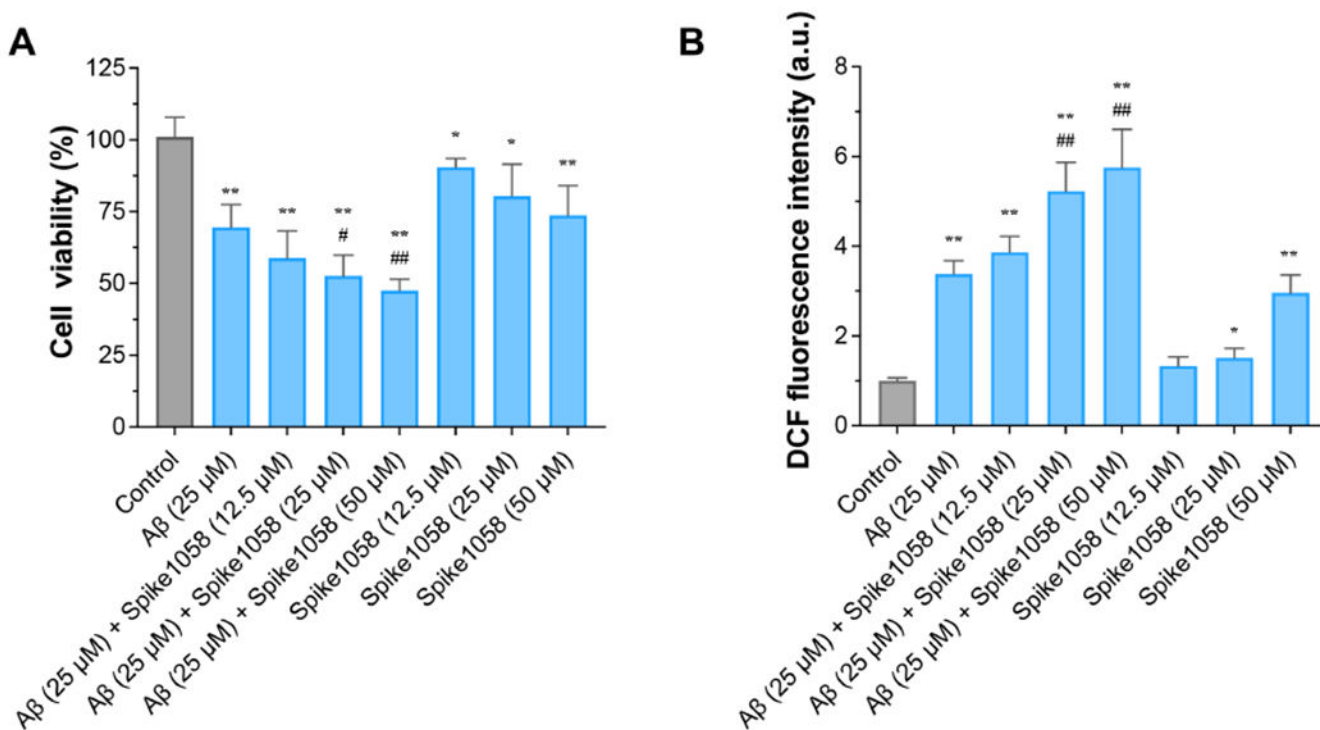 A
Cell viability (%)
125
100
75
50
25
0
**
**
**
#
**
##
*
*
**
Control
Aβ (25 µM)
Aβ (25 µM) + Spike1058 (12.5 µM)
Aβ (25 µM) + Spike1058 (25 µM)
Aβ (25 µM) + Spike1058 (50 µM)
Spike1058 (12.5 µM)
Spike1058 (25 µM)
Spike1058 (50 µM)
B
DCF fluorescence intensity (a.u.)
8
6
4
2
0
**
**
**
##
**
##
*
**
Control
Aβ (25 µM)
Aβ (25 µM) + Spike1058 (12.5 µM)
Aβ (25 µM) + Spike1058 (25 µM)
Aβ (25 µM) + Spike1058 (50 µM)
Spike1058 (12.5 µM)
Spike1058 (25 µM)
Spike1058 (50 µM)